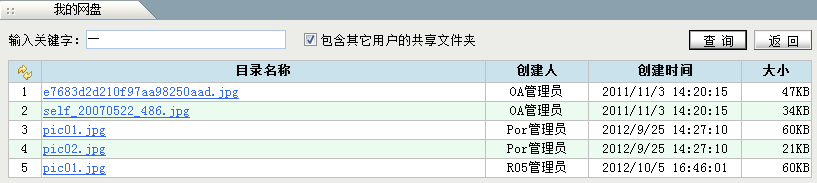 我的网盘
输入关键字: 一 包含其它用户的共享文件夹 查 询 返 回
目录名称 创建人 创建时间 大小
1 e7683d2d210f97aa98250aad.jpg OA管理员 2011/11/3 14:20:15 47KB
2 self_20070522_486.jpg OA管理员 2011/11/3 14:20:15 34KB
3 pic01.jpg Por管理员 2012/9/25 14:27:10 60KB
4 pic02.jpg Por管理员 2012/9/25 14:27:10 21KB
5 pic01.jpg R05管理员 2012/10/5 16:46:01 60KB